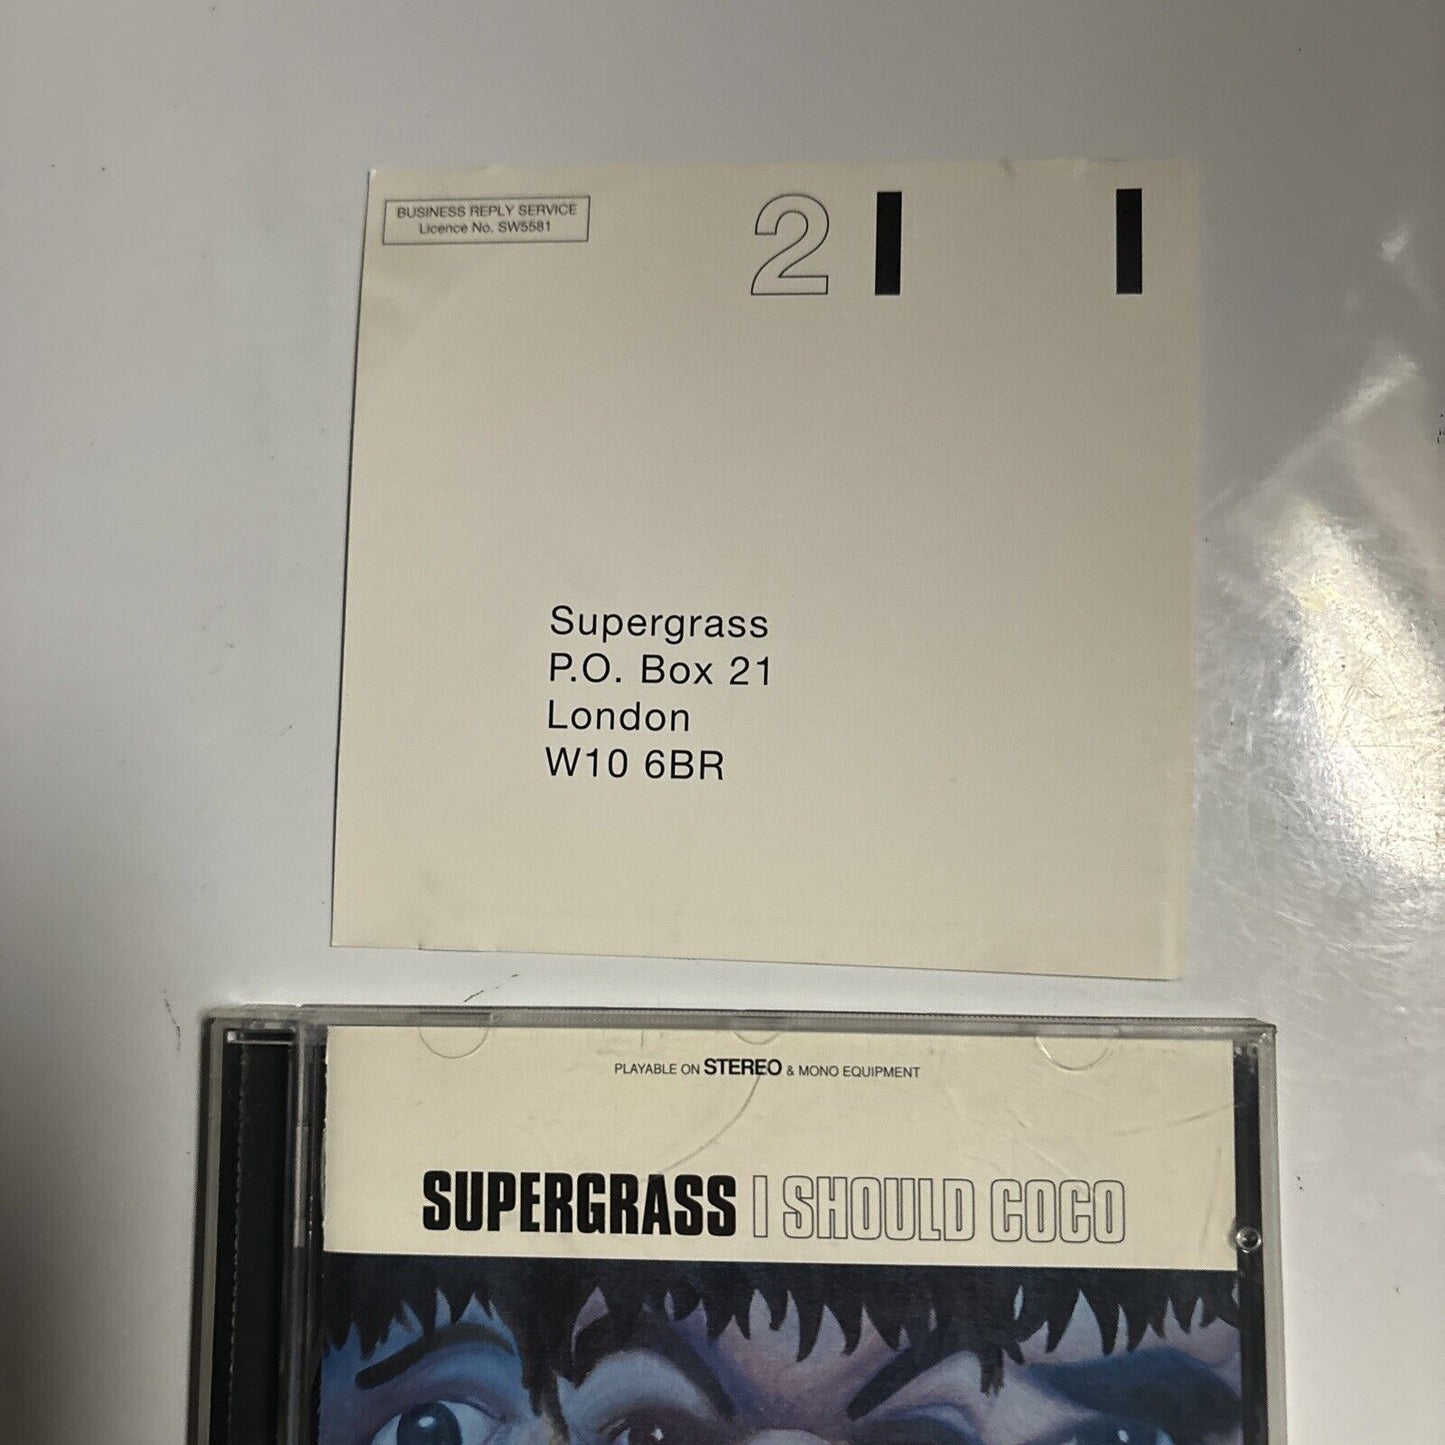 BUSINESS REPLY SERVICE
Licence No. SW5581
2
Supergrass
P.O. Box 21
London
W10 6BR
PLAYABLE ON STEREO & MONO EQUIPMENT
SUPERGRASS I SHOULD COCO